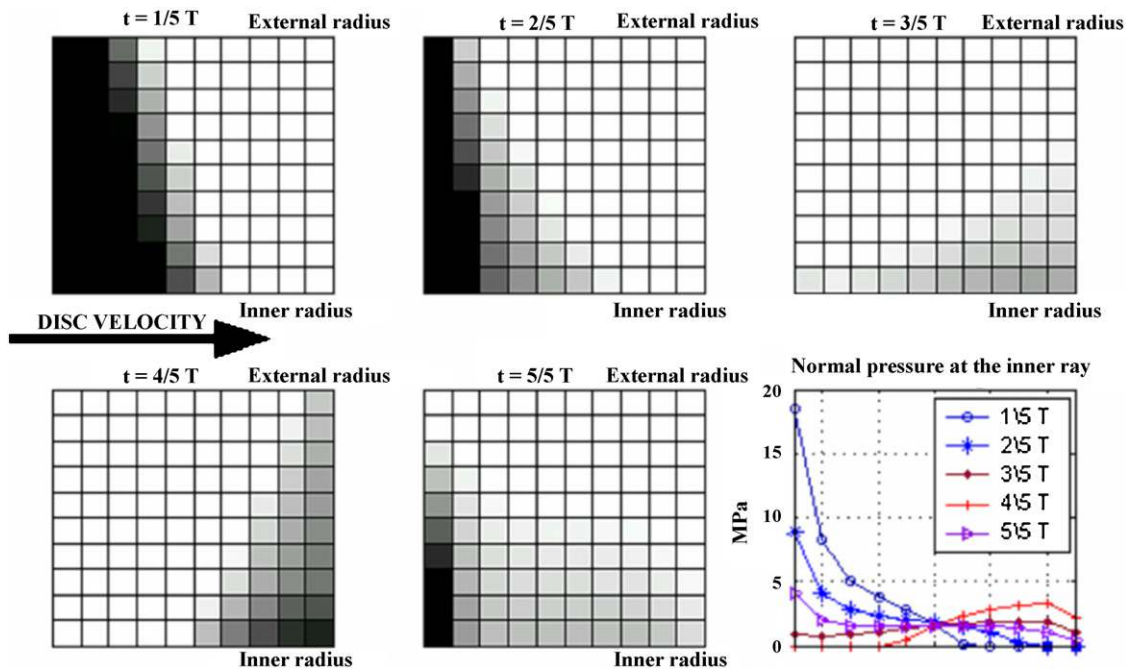 t = 1/5 T External radius
t = 2/5 T External radius
t = 3/5 T External radius
Inner radius
Inner radius
Inner radius
DISC VELOCITY
t = 4/5 T External radius
t = 5/5 T External radius
Inner radius
Inner radius
Normal pressure at the inner ray
MPa
20
15
10
5
0
1\5 T
2\5 T
3\5 T
4\5 T
5\5 T